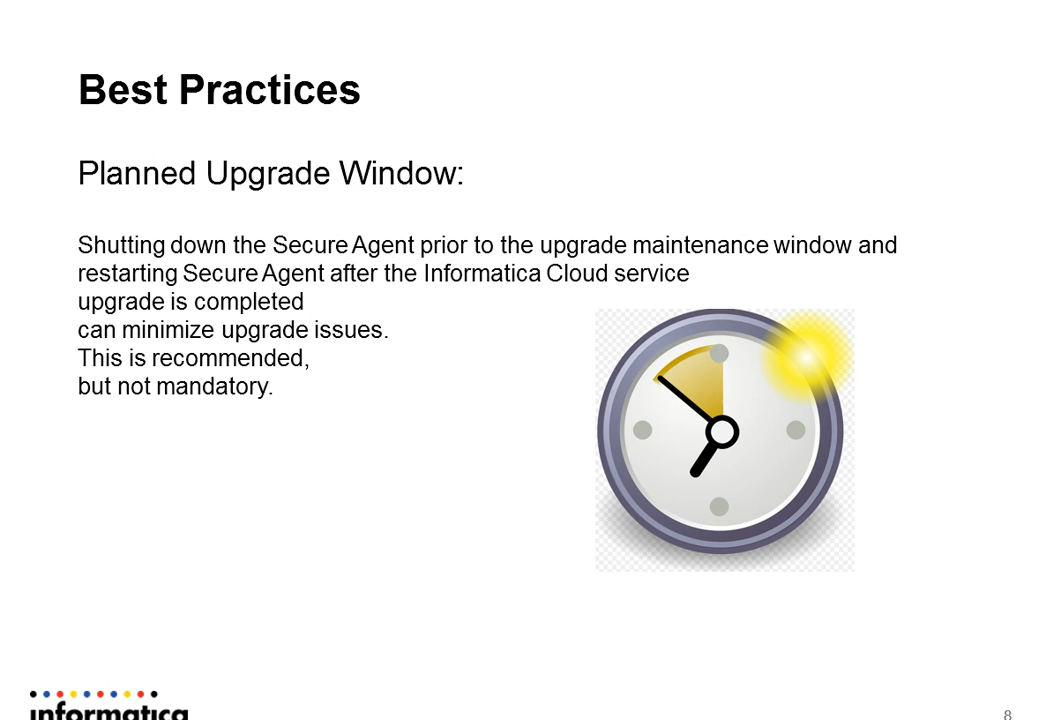 Best Practices
Planned Upgrade Window:
Shutting down the Secure Agent prior to the upgrade maintenance window and
restarting Secure Agent after the Informatica Cloud service
upgrade is completed
can minimize upgrade issues.
This is recommended,
but not mandatory.
informatica
8